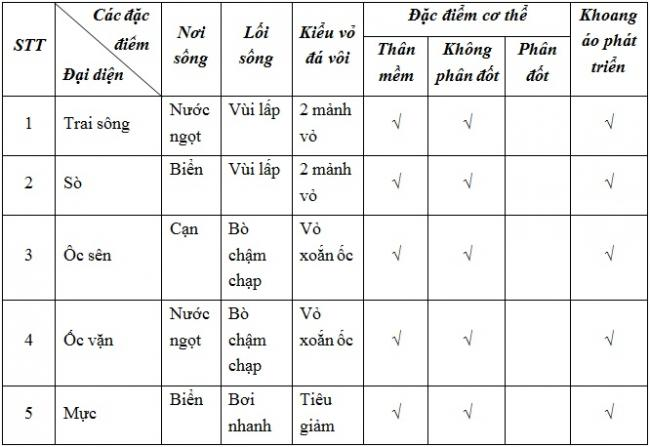 STT
Các đặc
điểm
Đại diện
Nơi
sống
Lối
sống
Kiểu vỏ
đá vôi
Đặc điểm cơ thể
Khoang
áo phát
triển
Thân
mềm
Không
phân đốt
Phân
đốt
1
Trai sông
Nước
ngọt
Vùi lấp
2 mảnh
vỏ
√
√
√
2
Sò
Biển
Vùi lấp
2 mảnh
vỏ
√
√
√
3
Ốc sên
Cạn
Bò
chậm
chạp
Vỏ
xoắn ốc
√
√
√
4
Ốc vặn
Nước
ngọt
Bò
chậm
chạp
Vỏ
xoắn ốc
√
√
√
5
Mực
Biển
Bơi
nhanh
Tiêu
giảm
√
√
√